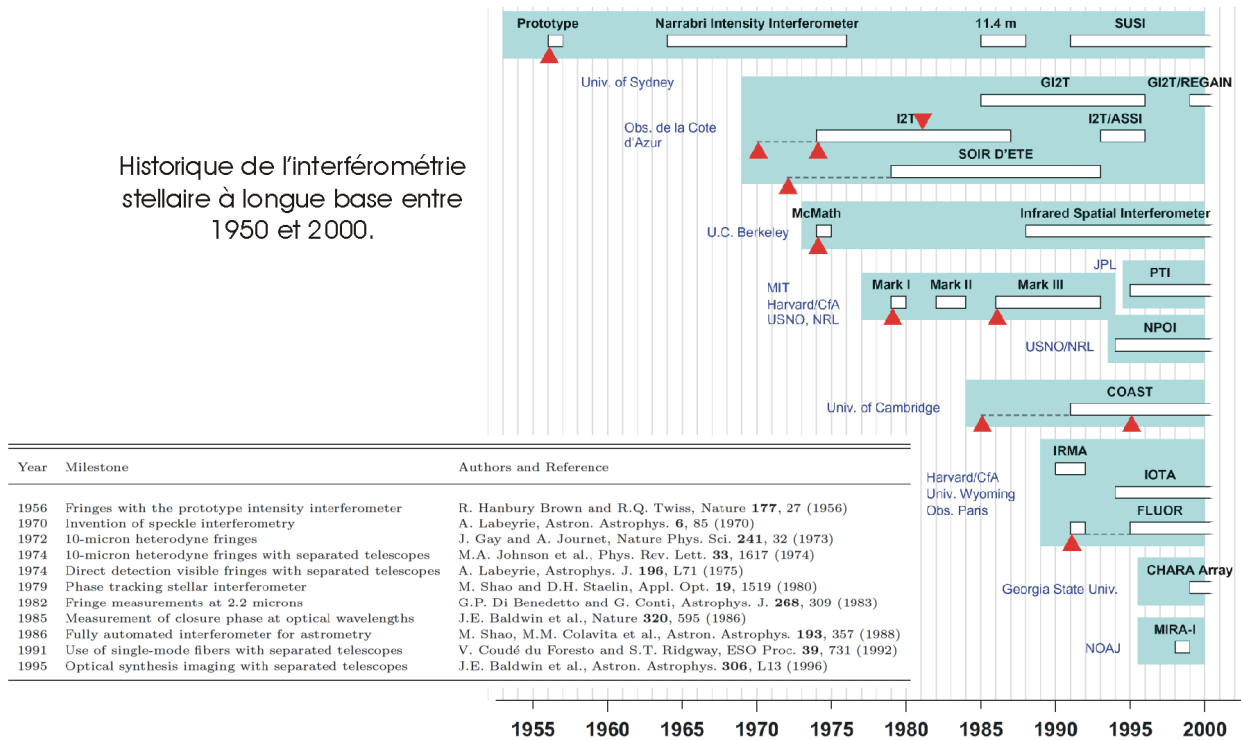 Prototype
Narrabri Intensity Interferometer
11.4 m
SUSI
Univ. of Sydney
GI2T
GI2T/REGAIN
Obs. de la Cote
d'Azur
I2T
I2T/ASSI
SOIR D'ETE
Historique de l'interférométrie
stellaire à longue base entre
1950 et 2000.
McMath
Infrared Spatial Interferometer
U.C. Berkeley
JPL
PTI
MIT
Harvard/CfA
USNO, NRL
Mark I
Mark II
Mark III
NPOI
USNO/NRL
COAST
Univ. of Cambridge
IRMA
Harvard/CfA
Univ. Wyoming
Obs. Paris
IOTA
FLUOR
CHARA Array
Georgia State Univ.
MIRA-I
NOAJ
Year Milestone Authors and Reference
1956 Fringes with the prototype intensity interferometer R. Hanbury Brown and R.Q. Twiss, Nature 177, 27 (1956)
1970 Invention of speckle interferometry A. Labeyrie, Astron. Astrophys. 6, 85 (1970)
1972 10-micron heterodyne fringes J. Gay and A. Journet, Nature Phys. Sci. 241, 32 (1973)
1974 10-micron heterodyne fringes with separated telescopes M.A. Johnson et al., Phys. Rev. Lett. 33, 1617 (1974)
1974 Direct detection visible fringes with separated telescopes A. Labeyrie, Astrophys. J. 196, L71 (1975)
1979 Phase tracking stellar interferometer M. Shao and D.H. Staelin, Appl. Opt. 19, 1519 (1980)
1982 Fringe measurements at 2.2 microns G.P. Di Benedetto and G. Conti, Astrophys. J. 268, 309 (1983)
1985 Measurement of closure phase at optical wavelengths J.E. Baldwin et al., Nature 320, 595 (1986)
1986 Fully automated interferometer for astrometry M. Shao, M.M. Colavita et al., Astron. Astrophys. 193, 357 (1988)
1991 Use of single-mode fibers with separated telescopes V. Coudé du Foresto and S.T. Ridgway, ESO Proc. 39, 731 (1992)
1995 Optical synthesis imaging with separated telescopes J.E. Baldwin et al., Astron. Astrophys. 306, L13 (1996)
1955 1960 1965 1970 1975 1980 1985 1990 1995 2000